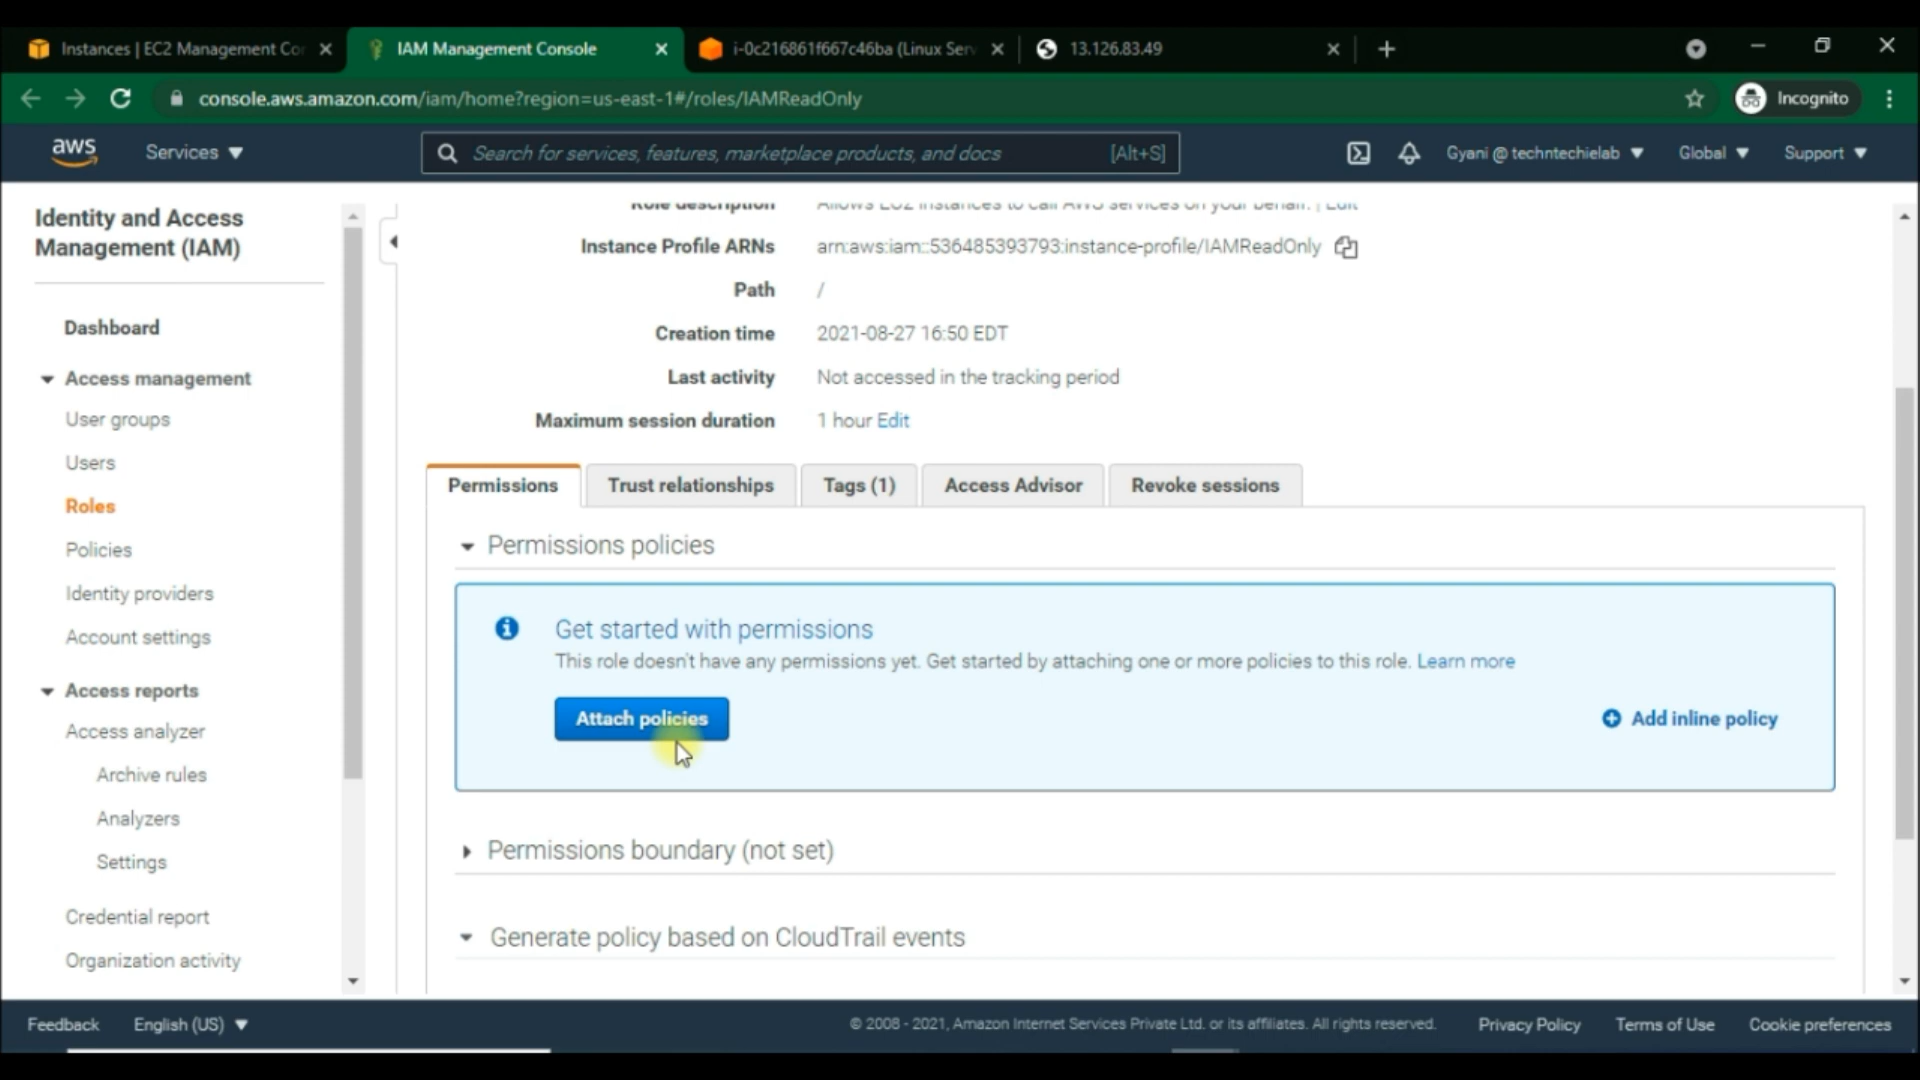 Instances | EC2 Management Cor
IAM Management Console
i-0c216861f667c46ba (Linux Serv
13.126.83.49
console.aws.amazon.com/iam/home?region=us-east-1#/roles/IAMReadOnly
Incognito
aws
Services
Search for services, features, marketplace products, and docs
[Alt+S]
Gyani @ techntechielab
Global
Support
Identity and Access
Management (IAM)
Dashboard
Access management
User groups
Users
Roles
Policies
Identity providers
Account settings
Access reports
Access analyzer
Archive rules
Analyzers
Settings
Credential report
Organization activity
Role description
Allows EC2 instances to call AWS services on your behalf. | Edit
Instance Profile ARNs
arn:aws:iam::536485393793:instance-profile/IAMReadOnly
Path
/
Creation time
2021-08-27 16:50 EDT
Last activity
Not accessed in the tracking period
Maximum session duration
1 hour Edit
Permissions
Trust relationships
Tags (1)
Access Advisor
Revoke sessions
Permissions policies
Get started with permissions
This role doesn't have any permissions yet. Get started by attaching one or more policies to this role. Learn more
Attach policies
Add inline policy
Permissions boundary (not set)
Generate policy based on CloudTrail events
Feedback
English (US)
© 2008 - 2021, Amazon Internet Services Private Ltd. or its affiliates. All rights reserved.
Privacy Policy
Terms of Use
Cookie preferences